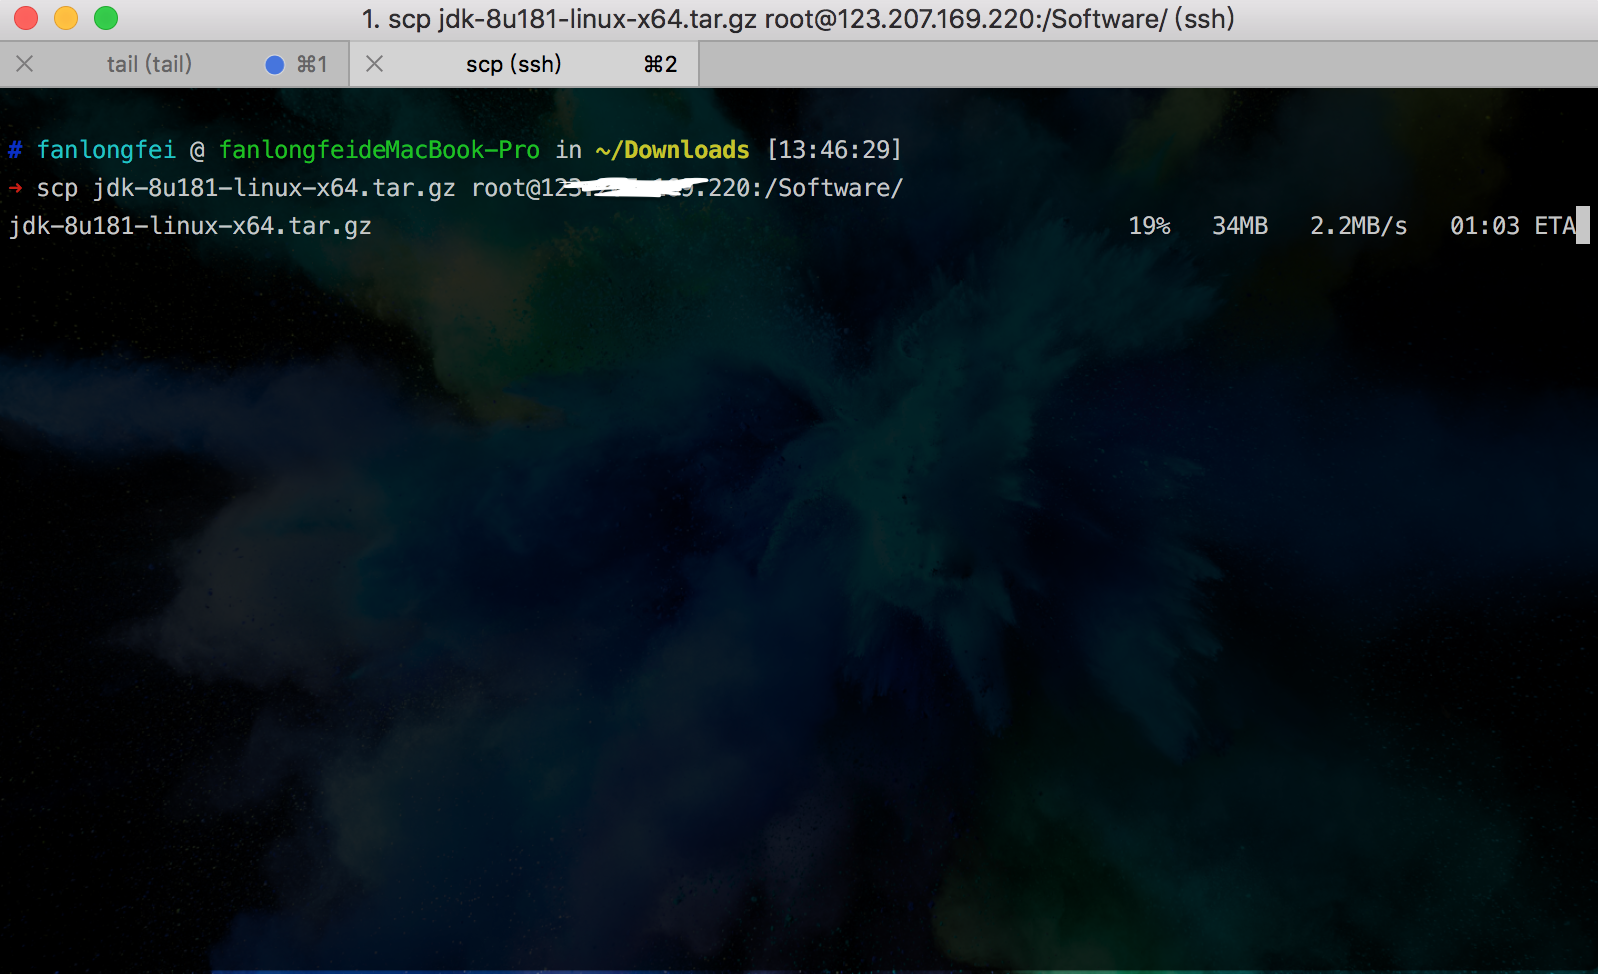 1. scp jdk-8u181-linux-x64.tar.gz root@123.207.169.220:/Software/ (ssh)
tail (tail) ⌘1 scp (ssh) ⌘2
# fanlongfei @ fanlongfeideMacBook-Pro in ~/Downloads [13:46:29]
→ scp jdk-8u181-linux-x64.tar.gz root@12 .220:/Software/
jdk-8u181-linux-x64.tar.gz 19% 34MB 2.2MB/s 01:03 ETA